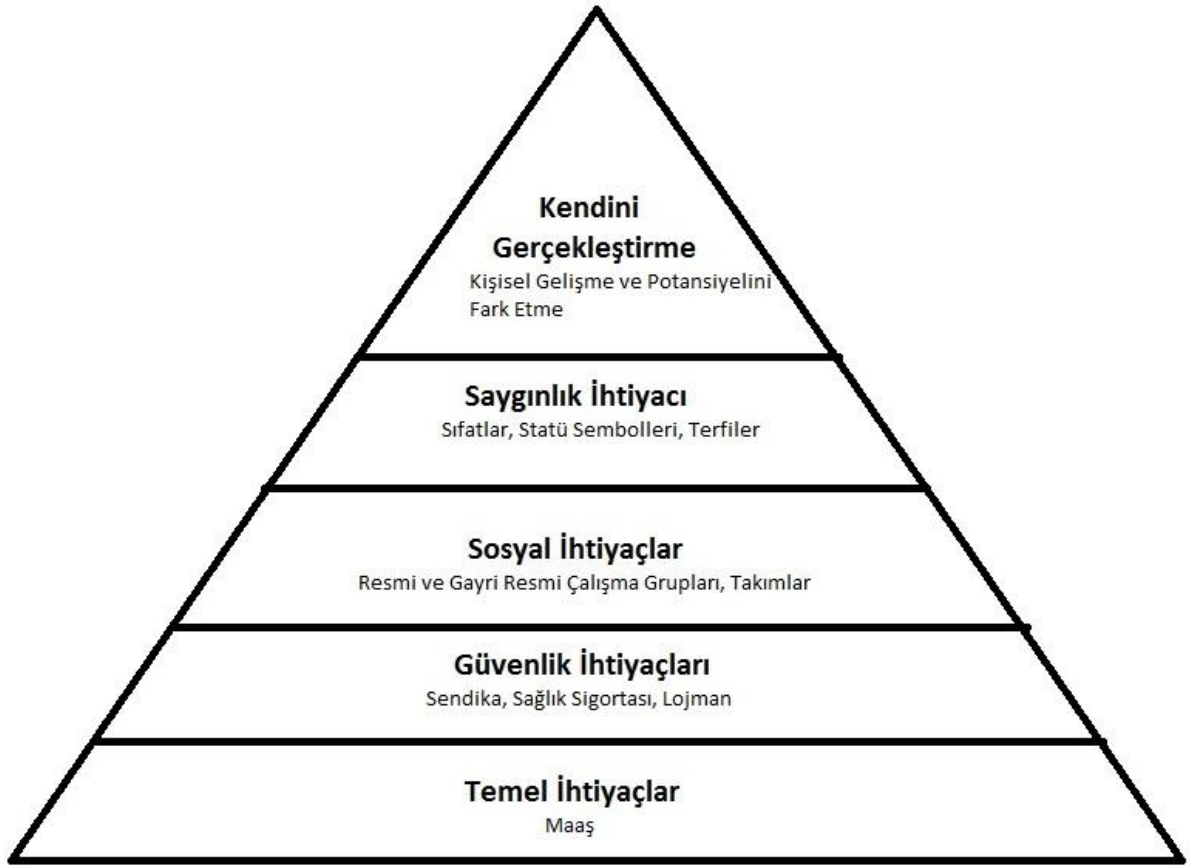 Kendini
Gerçekleştirme
Kişisel Gelişme ve Potansiyelini
Fark Etme
Saygınlık İhtiyacı
Sıfatlar, Statü Sembolleri, Terfiler
Sosyal İhtiyaçlar
Resmi ve Gayri Resmi Çalışma Grupları, Takımlar
Güvenlik İhtiyaçları
Sendika, Sağlık Sigortası, Lojman
Temel İhtiyaçlar
Maaş